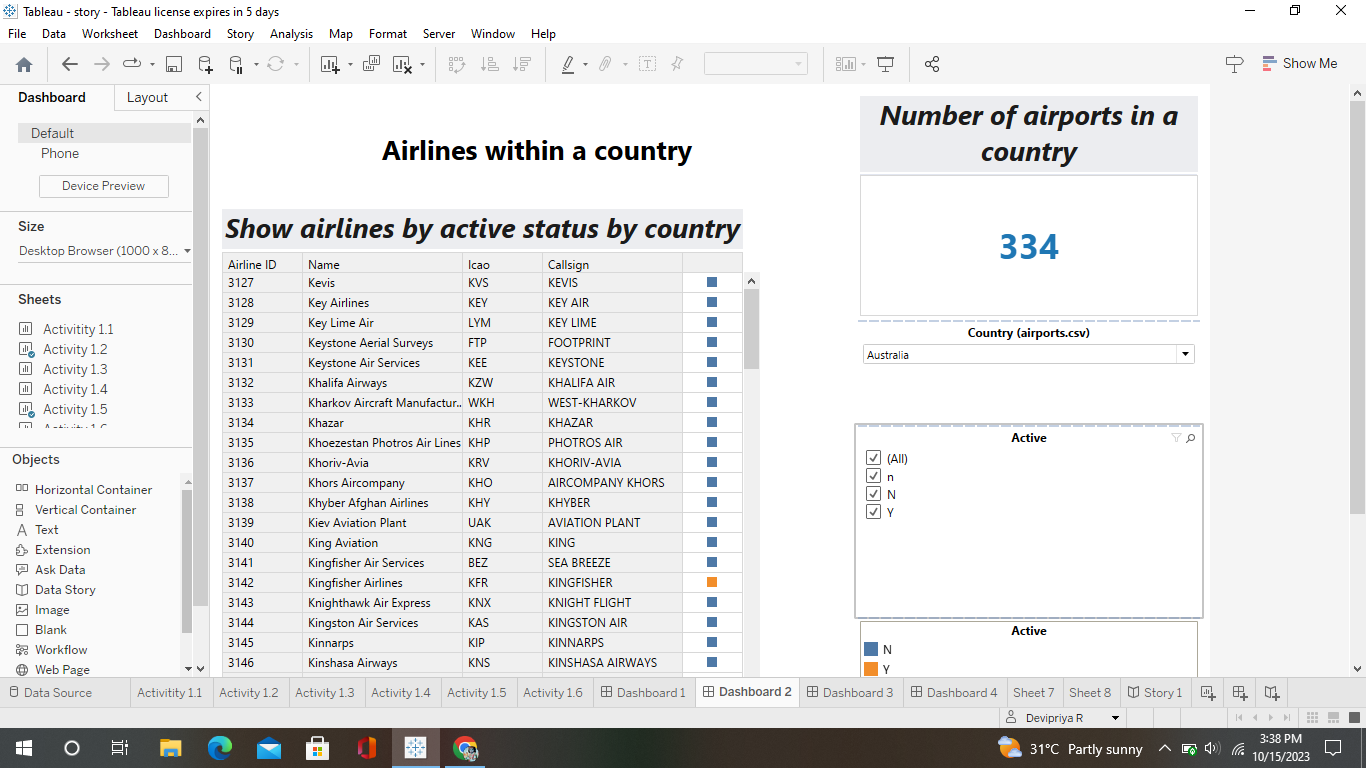 Tableau - story - Tableau license expires in 5 days
File Data Worksheet Dashboard Story Analysis Map Format Server Window Help
Show Me
Dashboard Layout
Default
Phone
Device Preview
Size
Desktop Browser (1000 x 8...
Sheets
Activitity 1.1
Activity 1.2
Activity 1.3
Activity 1.4
Activity 1.5
Activity 1.6
Objects
Horizontal Container
Vertical Container
Text
Extension
Ask Data
Data Story
Image
Blank
Workflow
Web Page
Airlines within a country
Show airlines by active status by country
Airline ID Name Icao Callsign
3127 Kevis KVS KEVIS
3128 Key Airlines KEY KEY AIR
3129 Key Lime Air LYM KEY LIME
3130 Keystone Aerial Surveys FTP FOOTPRINT
3131 Keystone Air Services KEE KEYSTONE
3132 Khalifa Airways KZW KHALIFA AIR
3133 Kharkov Aircraft Manufactur.. WKH WEST-KHARKOV
3134 Khazar KHR KHAZAR
3135 Khoezestan Photros Air Lines KHP PHOTROS AIR
3136 Khoriv-Avia KRV KHORIV-AVIA
3137 Khors Aircompany KHO AIRCOMPANY KHORS
3138 Khyber Afghan Airlines KHY KHYBER
3139 Kiev Aviation Plant UAK AVIATION PLANT
3140 King Aviation KNG KING
3141 Kingfisher Air Services BEZ SEA BREEZE
3142 Kingfisher Airlines KFR KINGFISHER
3143 Knighthawk Air Express KNX KNIGHT FLIGHT
3144 Kingston Air Services KAS KINGSTON AIR
3145 Kinnarps KIP KINNARPS
3146 Kinshasa Airways KNS KINSHASA AIRWAYS
Number of airports in a
country
334
Country (airports.csv)
Australia
Active
(All)
n
N
Y
Active
N
Y
Data Source Activitity 1.1 Activity 1.2 Activity 1.3 Activity 1.4 Activity 1.5 Activity 1.6 Dashboard 1 Dashboard 2 Dashboard 3 Dashboard 4 Sheet 7 Sheet 8 Story 1
Devipriya R
31°C Partly sunny
3:38 PM
10/15/2023